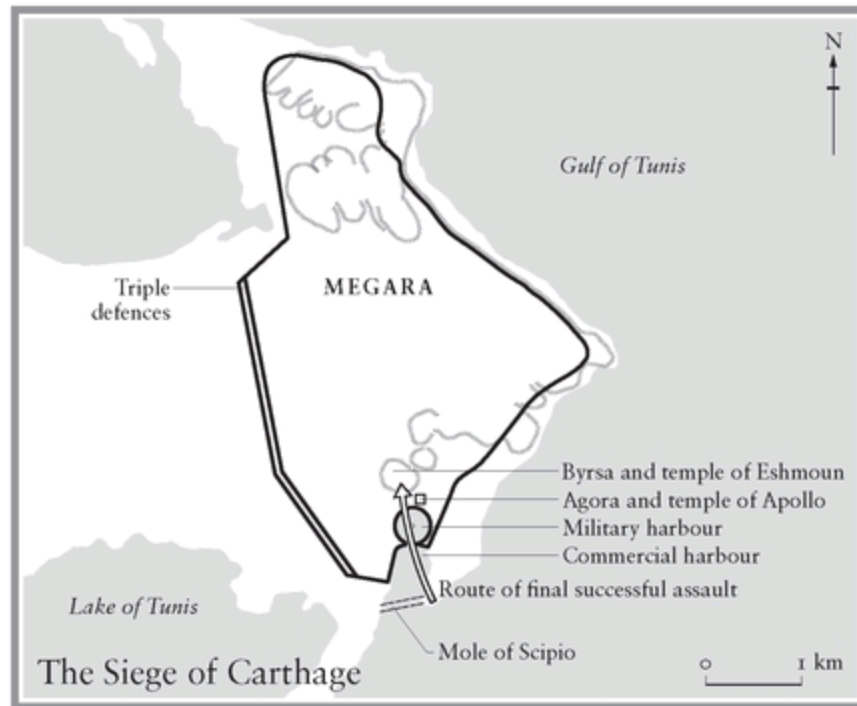 N
Gulf of Tunis
Triple
defences
MEGARA
Byrsa and temple of Eshmoun
Agora and temple of Apollo
Military harbour
Commercial harbour
Route of final successful assault
Lake of Tunis
Mole of Scipio
The Siege of Carthage
0 1 km